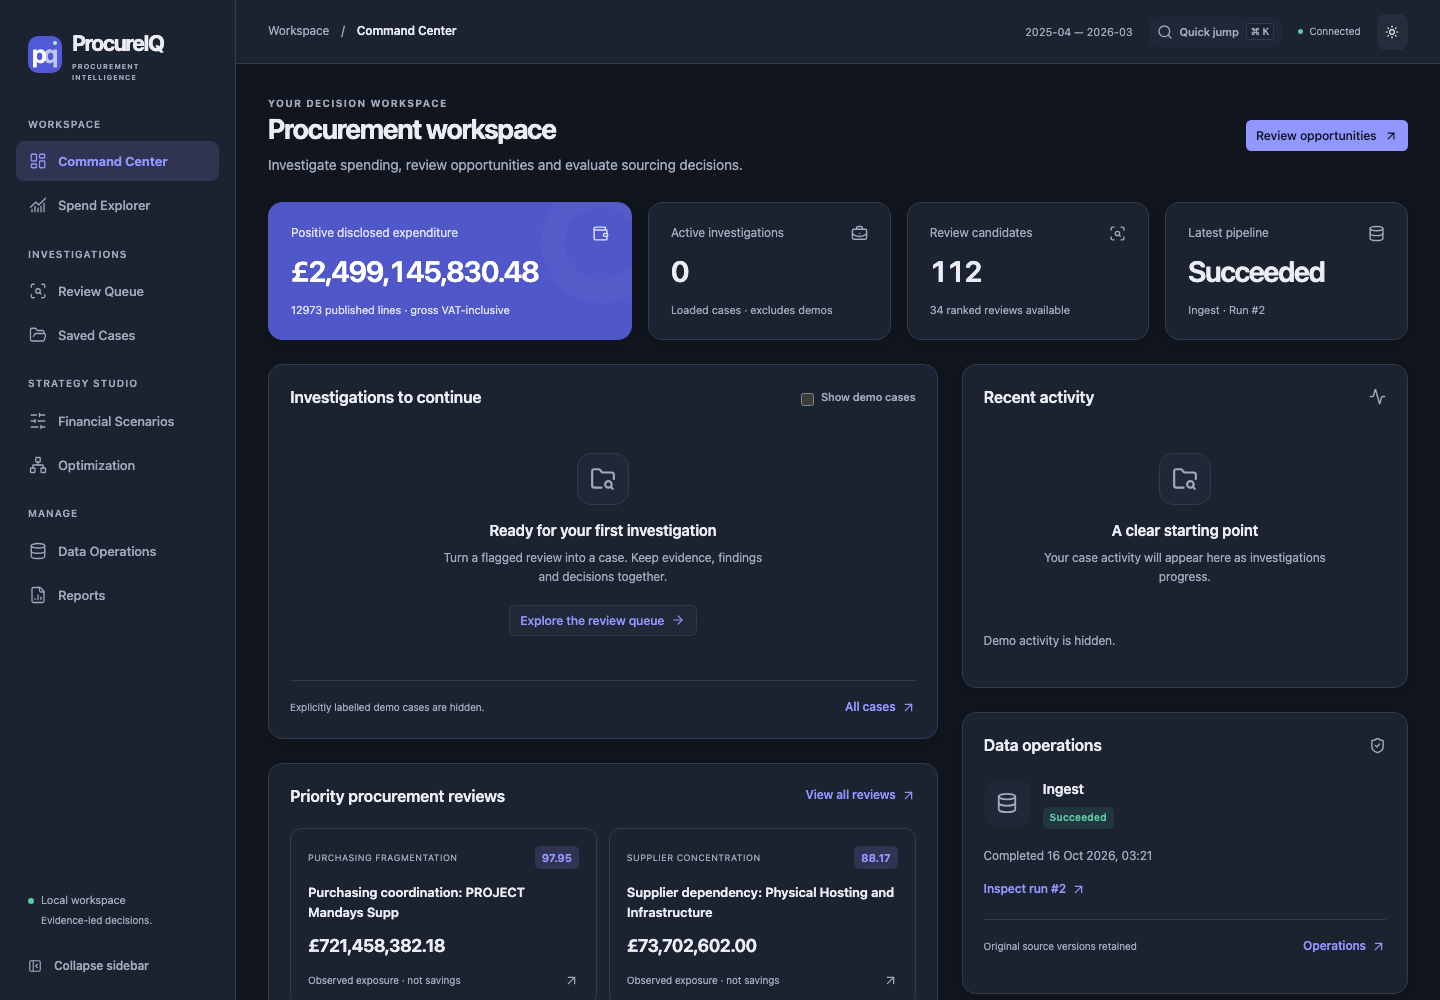 pq
ProcureIQ
PROCUREMENT
INTELLIGENCE
WORKSPACE
Command Center
Spend Explorer
INVESTIGATIONS
Review Queue
Saved Cases
STRATEGY STUDIO
Financial Scenarios
Optimization
MANAGE
Data Operations
Reports
Local workspace
Evidence-led decisions.
Collapse sidebar
Workspace / Command Center
2025-04 — 2026-03
Quick jump ⌘ K
Connected
YOUR DECISION WORKSPACE
Procurement workspace
Investigate spending, review opportunities and evaluate sourcing decisions.
Review opportunities
Positive disclosed expenditure
£2,499,145,830.48
12973 published lines · gross VAT-inclusive
Active investigations
0
Loaded cases · excludes demos
Review candidates
112
34 ranked reviews available
Latest pipeline
Succeeded
Ingest · Run #2
Investigations to continue
Show demo cases
Ready for your first investigation
Turn a flagged review into a case. Keep evidence, findings
and decisions together.
Explore the review queue
Explicitly labelled demo cases are hidden.
All cases
Recent activity
A clear starting point
Your case activity will appear here as investigations
progress.
Demo activity is hidden.
Priority procurement reviews
View all reviews
PURCHASING FRAGMENTATION
97.95
Purchasing coordination: PROJECT
Mandays Supp
£721,458,382.18
Observed exposure · not savings
SUPPLIER CONCENTRATION
88.17
Supplier dependency: Physical Hosting and
Infrastructure
£73,702,602.00
Observed exposure · not savings
Data operations
Ingest
Succeeded
Completed 16 Oct 2026, 03:21
Inspect run #2
Original source versions retained
Operations